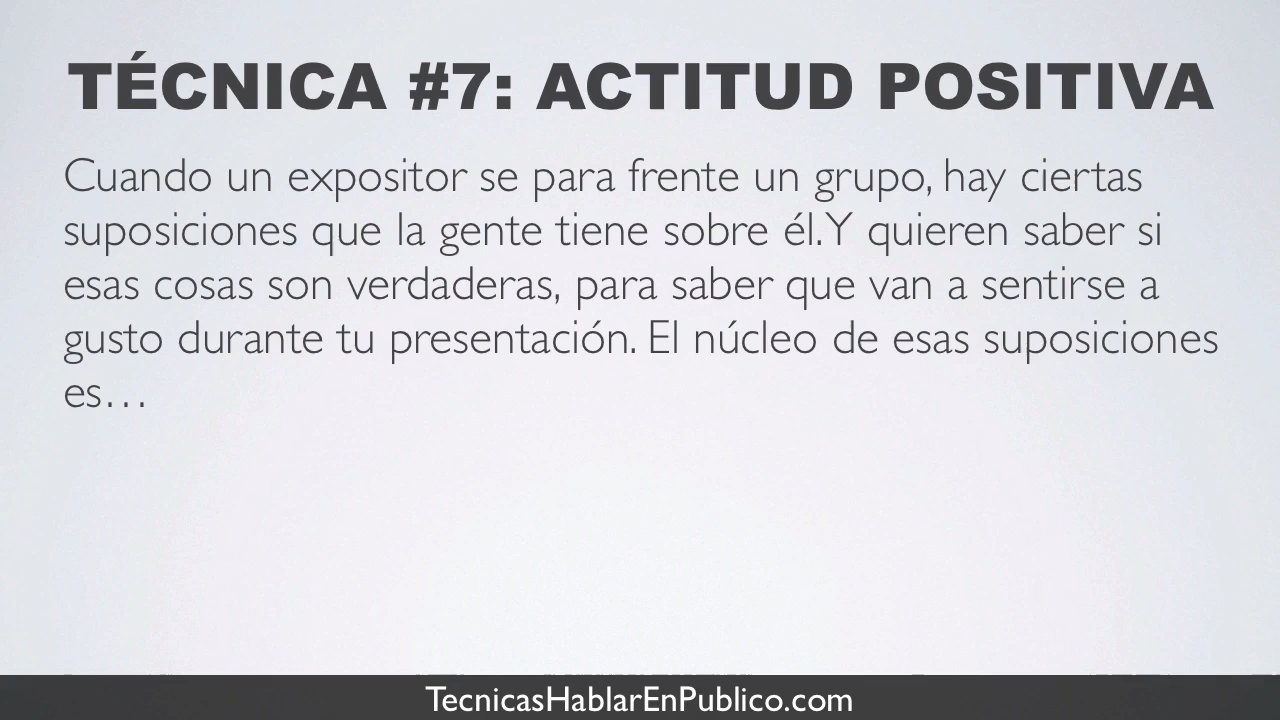 TÉCNICA #7: ACTITUD POSITIVA
Cuando un expositor se para frente un grupo, hay ciertas
suposiciones que la gente tiene sobre él. Y quieren saber si
esas cosas son verdaderas, para saber que van a sentirse a
gusto durante tu presentación. El núcleo de esas suposiciones
es…
TecnicasHablarEnPublico.com